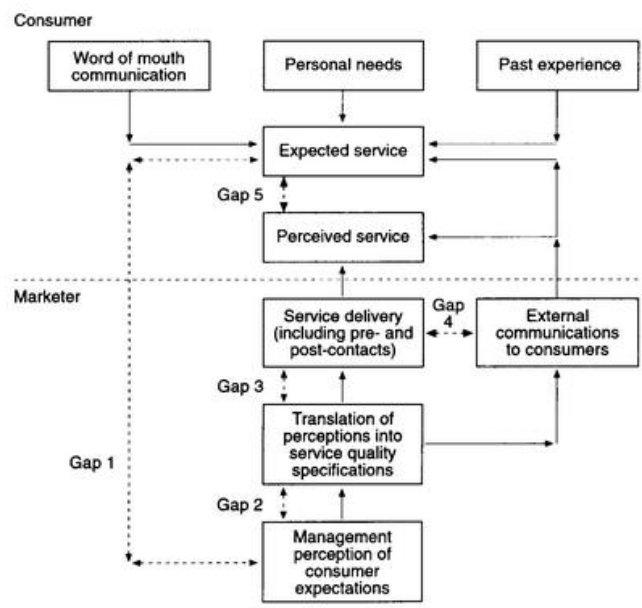 Consumer
Word of mouth
communication
Personal needs
Past experience
Expected service
Gap 5
Perceived service
Marketer
Service delivery
(including pre- and
post-contacts)
Gap
4
External
communications
to consumers
Gap 3
Translation of
perceptions into
service quality
specifications
Gap 1
Gap 2
Management
perception of
consumer
expectations